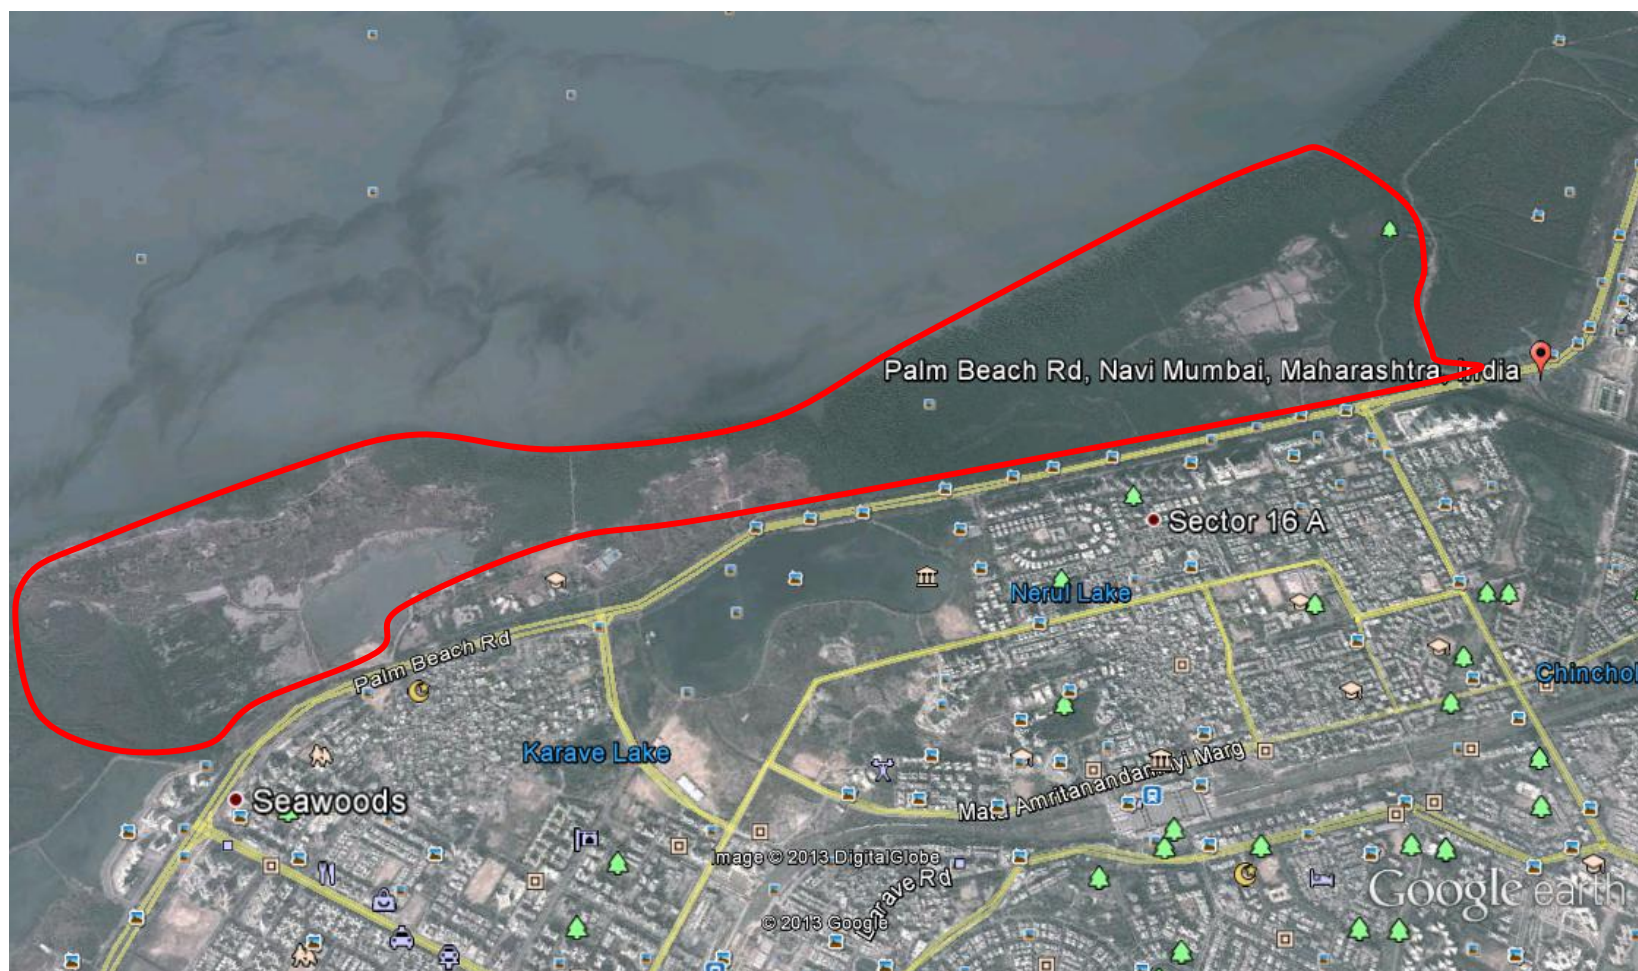 Palm Beach Rd, Navi Mumbai, Maharashtra, India
Sector 16 A
Nerul Lake
Palm Beach Rd
Chinchol
Karave Lake
Mata Amritanandamayi Marg
Seawoods
Image © 2013 DigitalGlobe
Karave Rd
© 2013 Google
Google earth